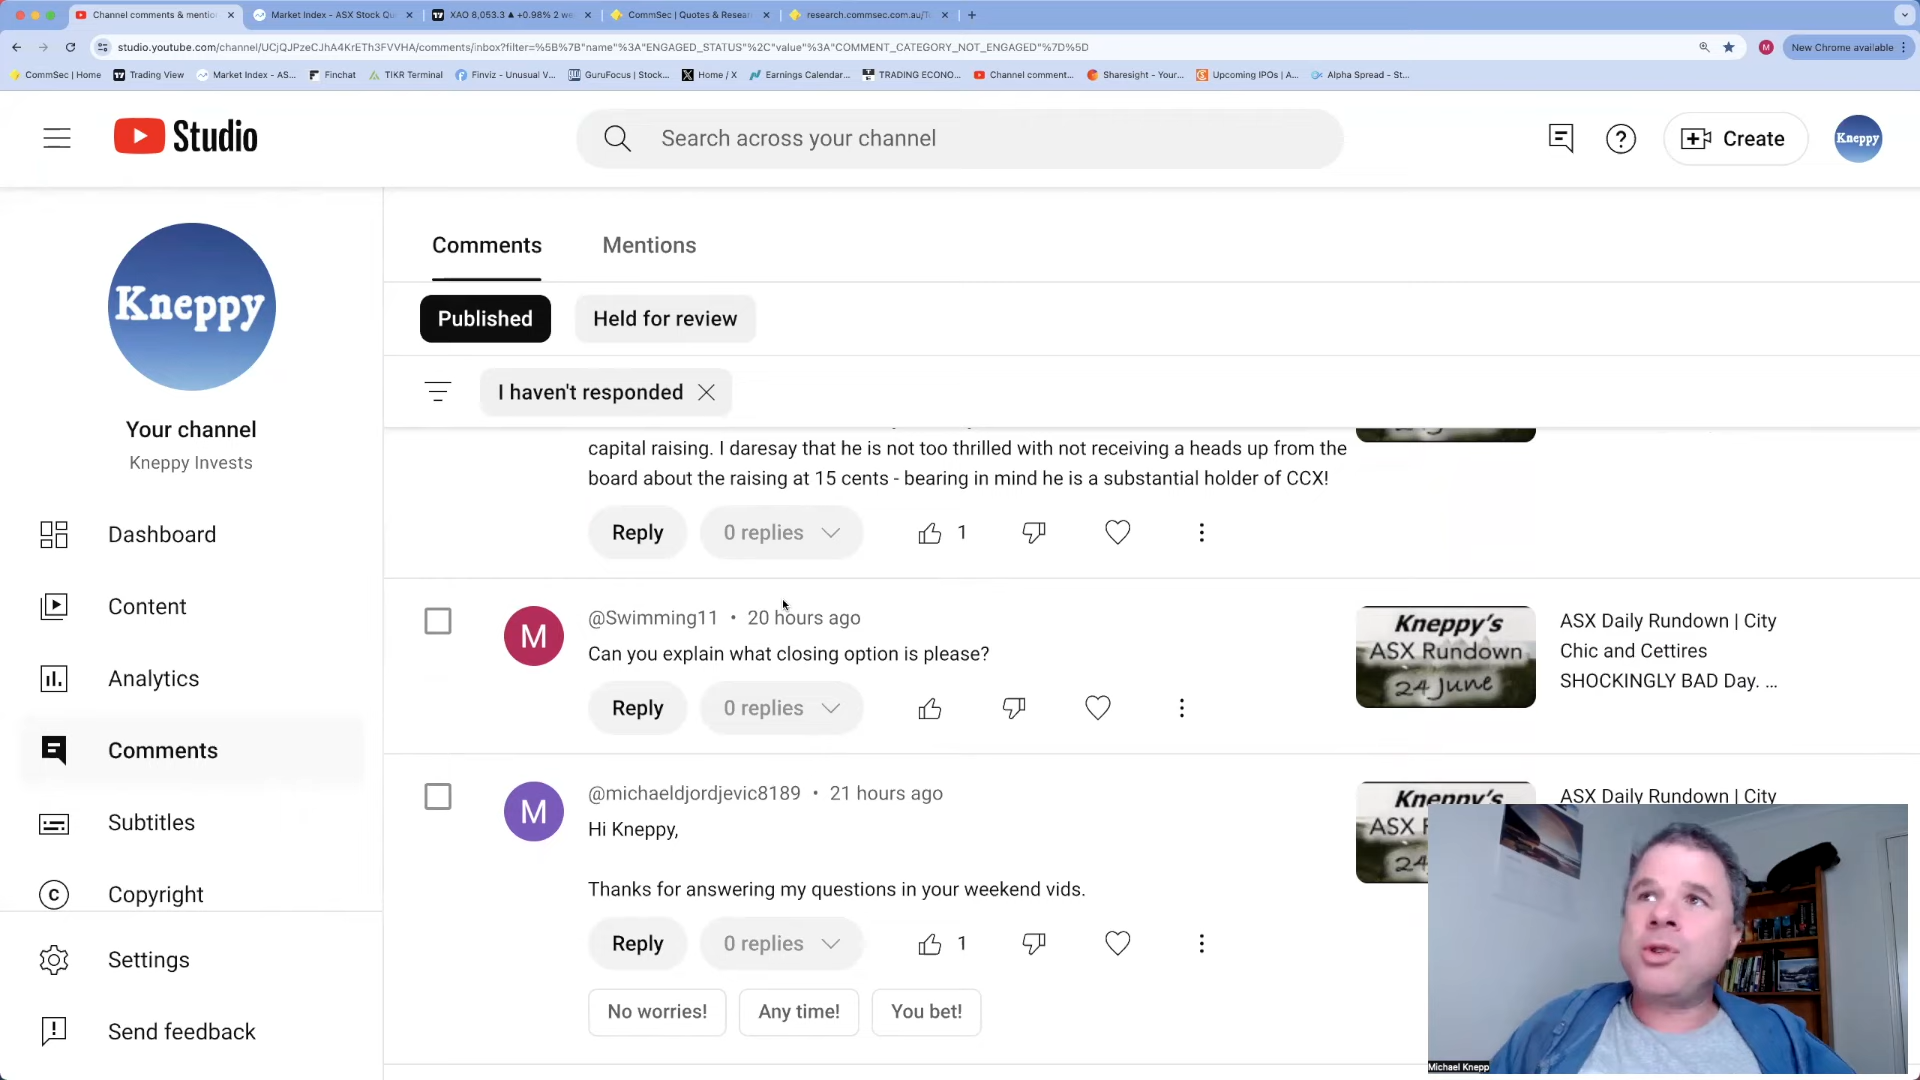 Channel comments & mentio
Market Index - ASX Stock Qu
XAO 8,053.3 ▲ +0.98% 2 we
CommSec | Quotes & Resear
research.commsec.com.au/T
studio.youtube.com/channel/UCjQJPzeCJhA4KrETh3FVVHA/comments/inbox?filter=%5B%7B"name"%3A"ENGAGED_STATUS"%2C"value"%3A"COMMENT_CATEGORY_NOT_ENGAGED"%7D%5D
M
New Chrome available
CommSec | Home
Trading View
Market Index - AS...
Finchat
TIKR Terminal
Finviz - Unusual V...
GuruFocus | Stock...
Home / X
Earnings Calendar...
TRADING ECONO...
Channel comment...
Sharesight - Your...
Upcoming IPOs | A...
Alpha Spread - St...
Studio
Search across your channel
Create
Kneppy
Kneppy
Your channel
Kneppy Invests
Dashboard
Content
Analytics
Comments
Subtitles
Copyright
Settings
Send feedback
Comments
Mentions
Published
Held for review
I haven't responded
capital raising. I daresay that he is not too thrilled with not receiving a heads up from the
board about the raising at 15 cents - bearing in mind he is a substantial holder of CCX!
Reply
0 replies
1
M
@Swimming11 • 20 hours ago
Can you explain what closing option is please?
Reply
0 replies
Kneppy's
ASX Rundown
24 June
ASX Daily Rundown | City
Chic and Cettires
SHOCKINGLY BAD Day. ...
M
@michaeldjordjevic8189 • 21 hours ago
Hi Kneppy,
Thanks for answering my questions in your weekend vids.
Reply
0 replies
1
No worries!
Any time!
You bet!
Kneppy's
ASX R
24
ASX Daily Rundown | City
Michael Knepp